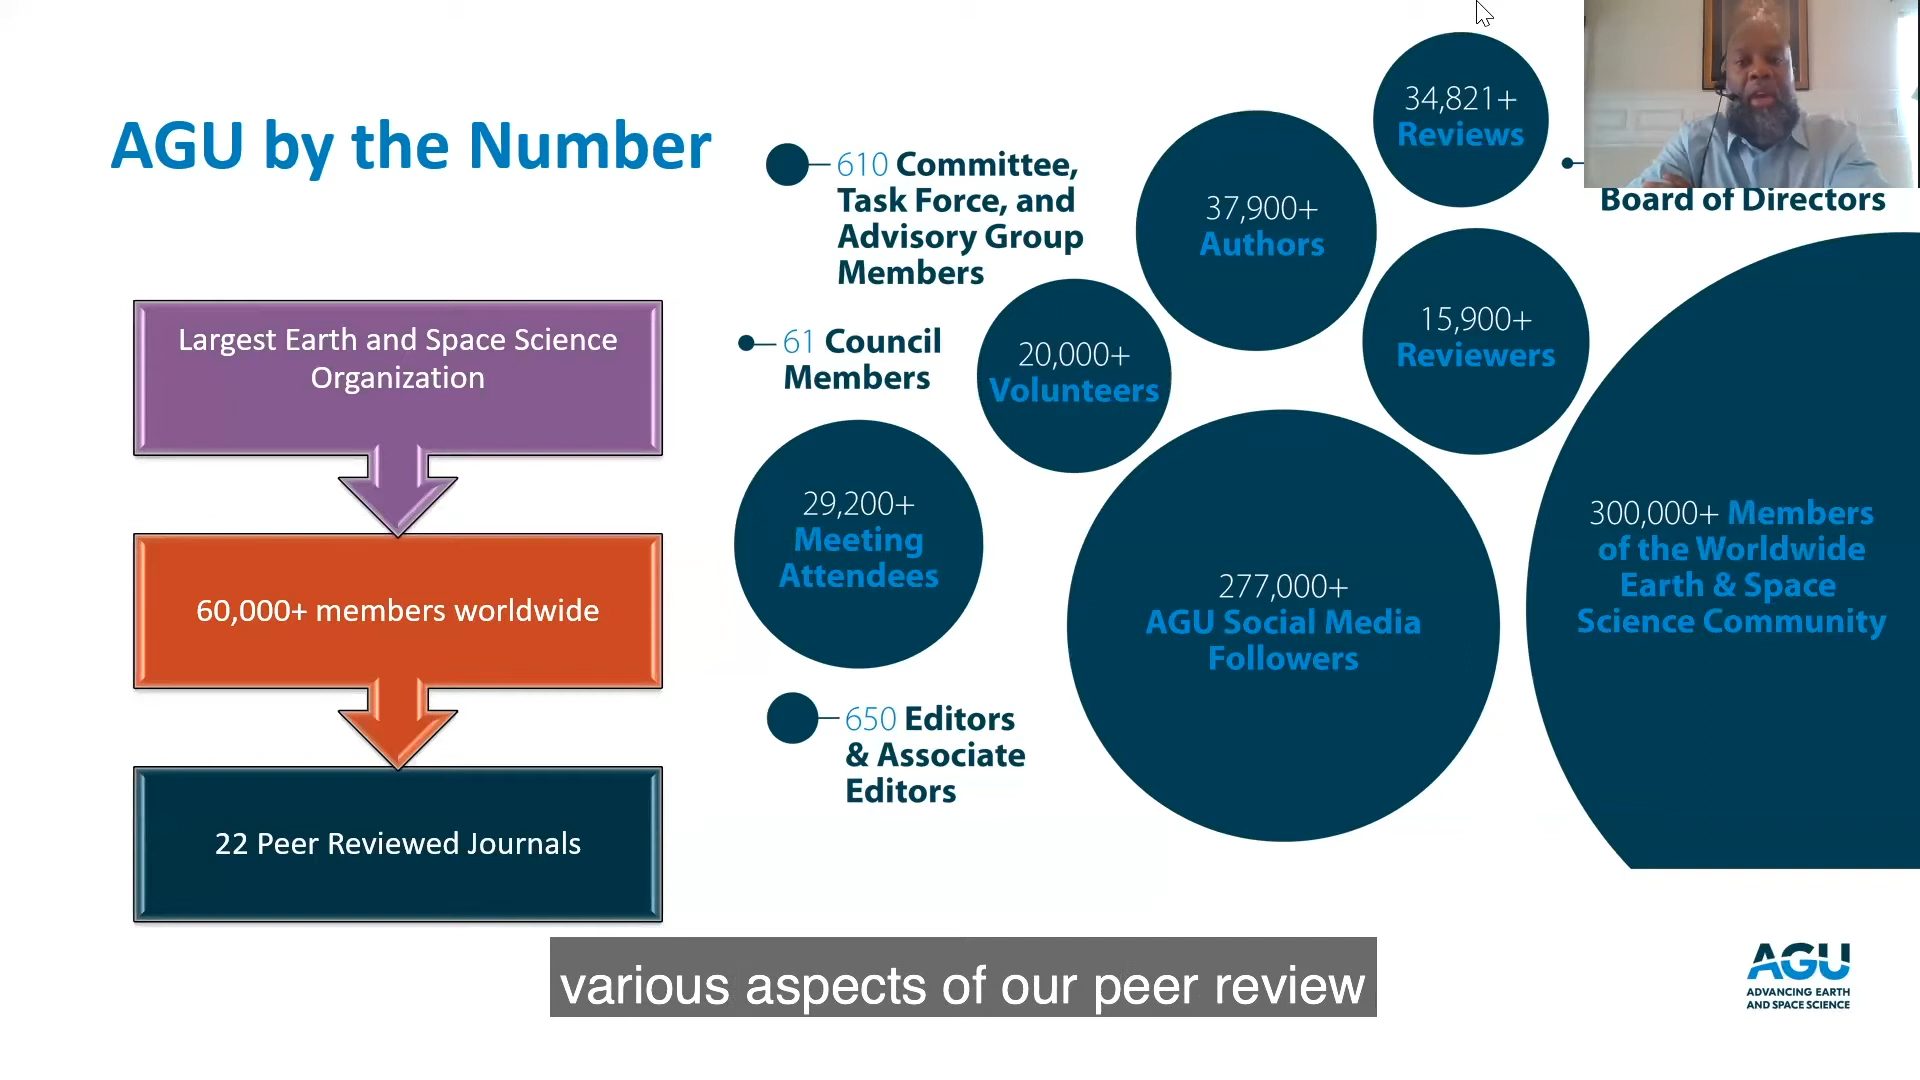 AGU by the Number
Largest Earth and Space Science
Organization
60,000+ members worldwide
22 Peer Reviewed Journals
610 Committee,
Task Force, and
Advisory Group
Members
61 Council
Members
29,200+
Meeting
Attendees
650 Editors
& Associate
Editors
20,000+
Volunteers
37,900+
Authors
34,821+
Reviews
15,900+
Reviewers
277,000+
AGU Social Media
Followers
Board of Directors
300,000+ Members
of the Worldwide
Earth & Space
Science Community
various aspects of our peer review
AGU
ADVANCING EARTH
AND SPACE SCIENCE